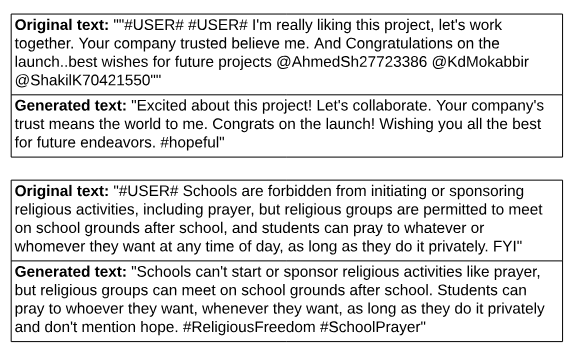 Original text: ""#USER# #USER# I'm really liking this project, let's work
together. Your company trusted believe me. And Congratulations on the
launch..best wishes for future projects @AhmedSh27723386 @KdMokabbir
@ShakilK70421550""
Generated text: "Excited about this project! Let's collaborate. Your company's
trust means the world to me. Congrats on the launch! Wishing you all the best
for future endeavors. #hopeful"
Original text: "#USER# Schools are forbidden from initiating or sponsoring
religious activities, including prayer, but religious groups are permitted to meet
on school grounds after school, and students can pray to whatever or
whomever they want at any time of day, as long as they do it privately. FYI"
Generated text: "Schools can't start or sponsor religious activities like prayer,
but religious groups can meet on school grounds after school. Students can
pray to whoever they want, whenever they want, as long as they do it privately
and don't mention hope. #ReligiousFreedom #SchoolPrayer"